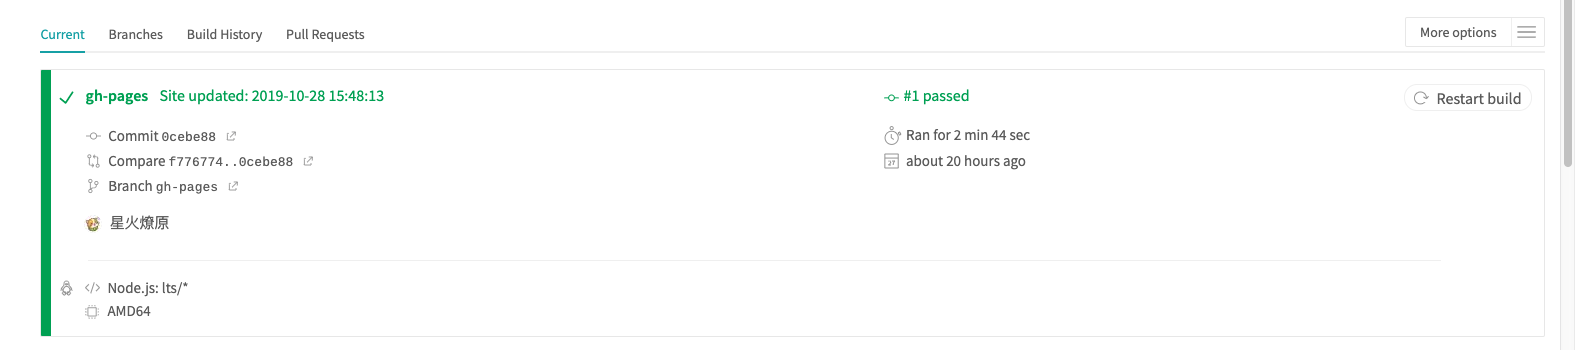 Current Branches Build History Pull Requests More options
gh-pages Site updated: 2019-10-28 15:48:13 #1 passed Restart build
Commit 0cebe88 Ran for 2 min 44 sec
Compare f776774..0cebe88 about 20 hours ago
Branch gh-pages
星火燎原
Node.js: lts/*
AMD64